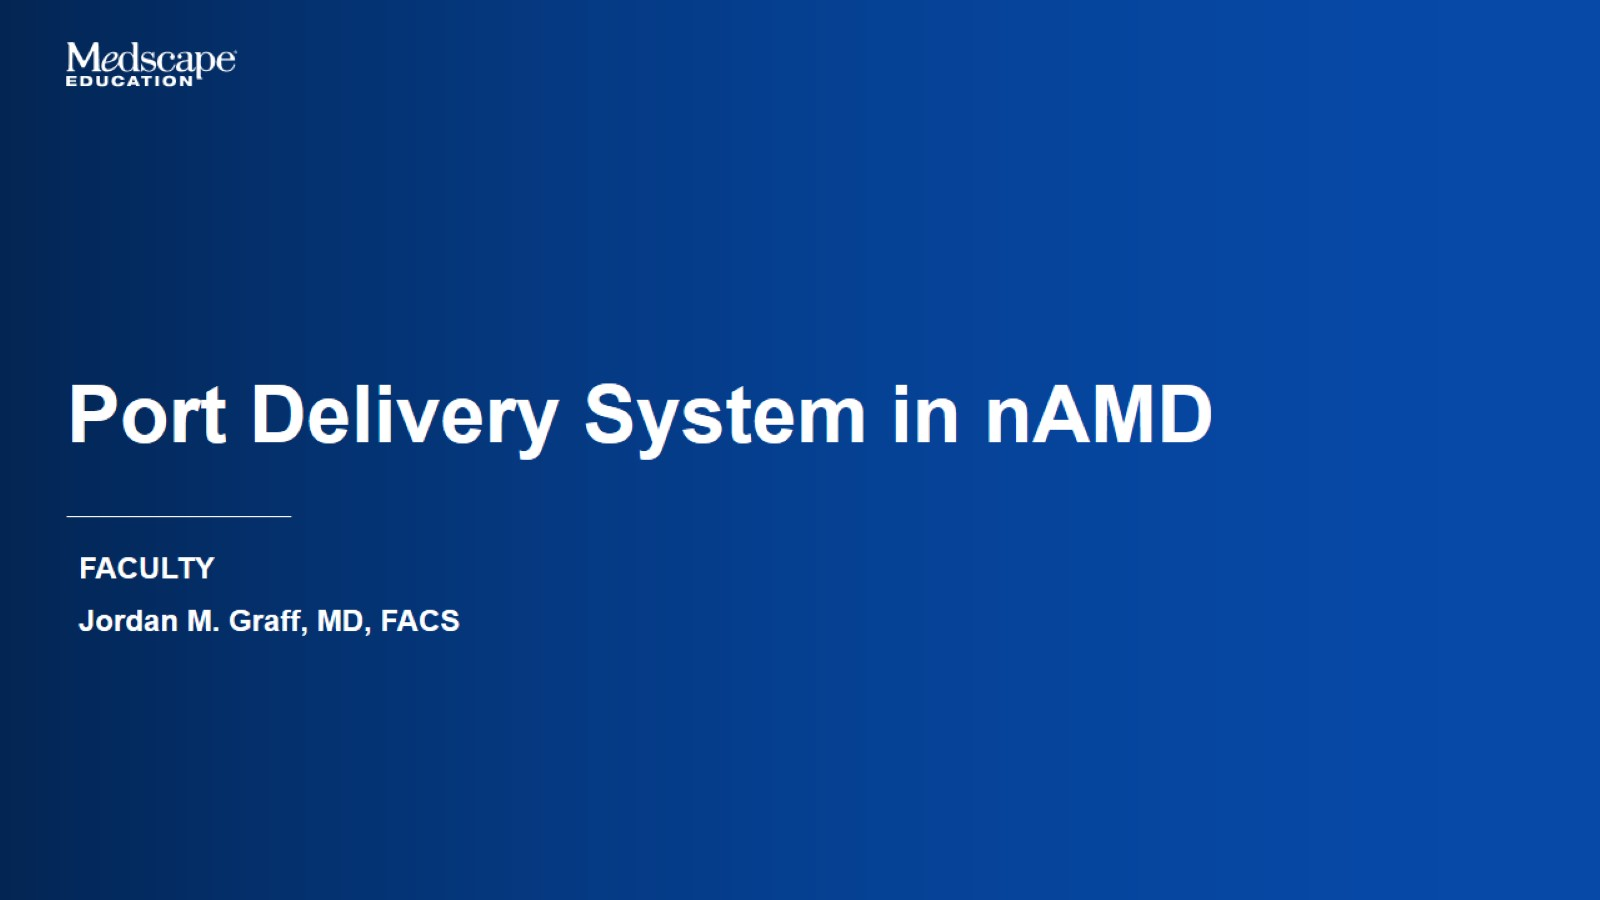 Medscape
EDUCATION
Port Delivery System in nAMD
FACULTY
Jordan M. Graff, MD, FACS